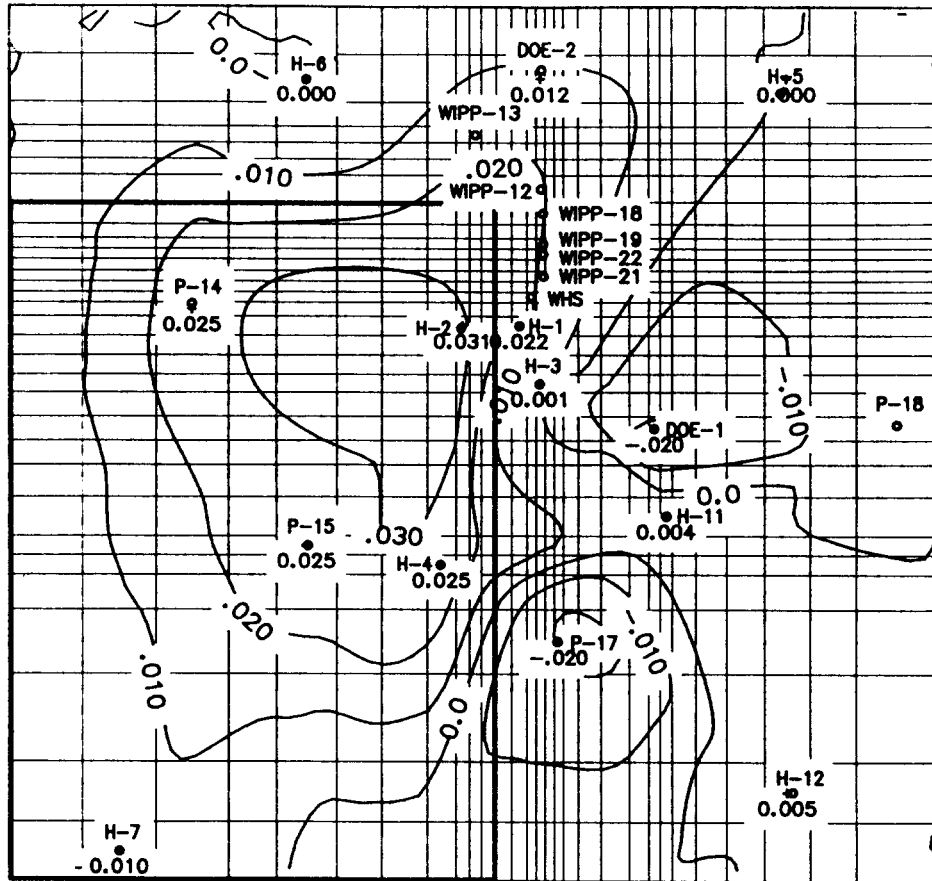 DOE-2
0.0
H-6
0.000
0.012
H-5
0.000
WIPP-13
.010
.020
WIPP-12
WIPP-18
WIPP-19
WIPP-22
WIPP-21
WHS
P-14
0.025
H-2
0.031
H-1
0.022
H-3
0.001
.010
-.010
P-18
DOE-1
-.020
0.0
H-11
0.004
.030
P-15
0.025
H-4
0.025
.020
P-17
-.020
-.010
.010
0.0
H-12
0.005
H-7
-0.010